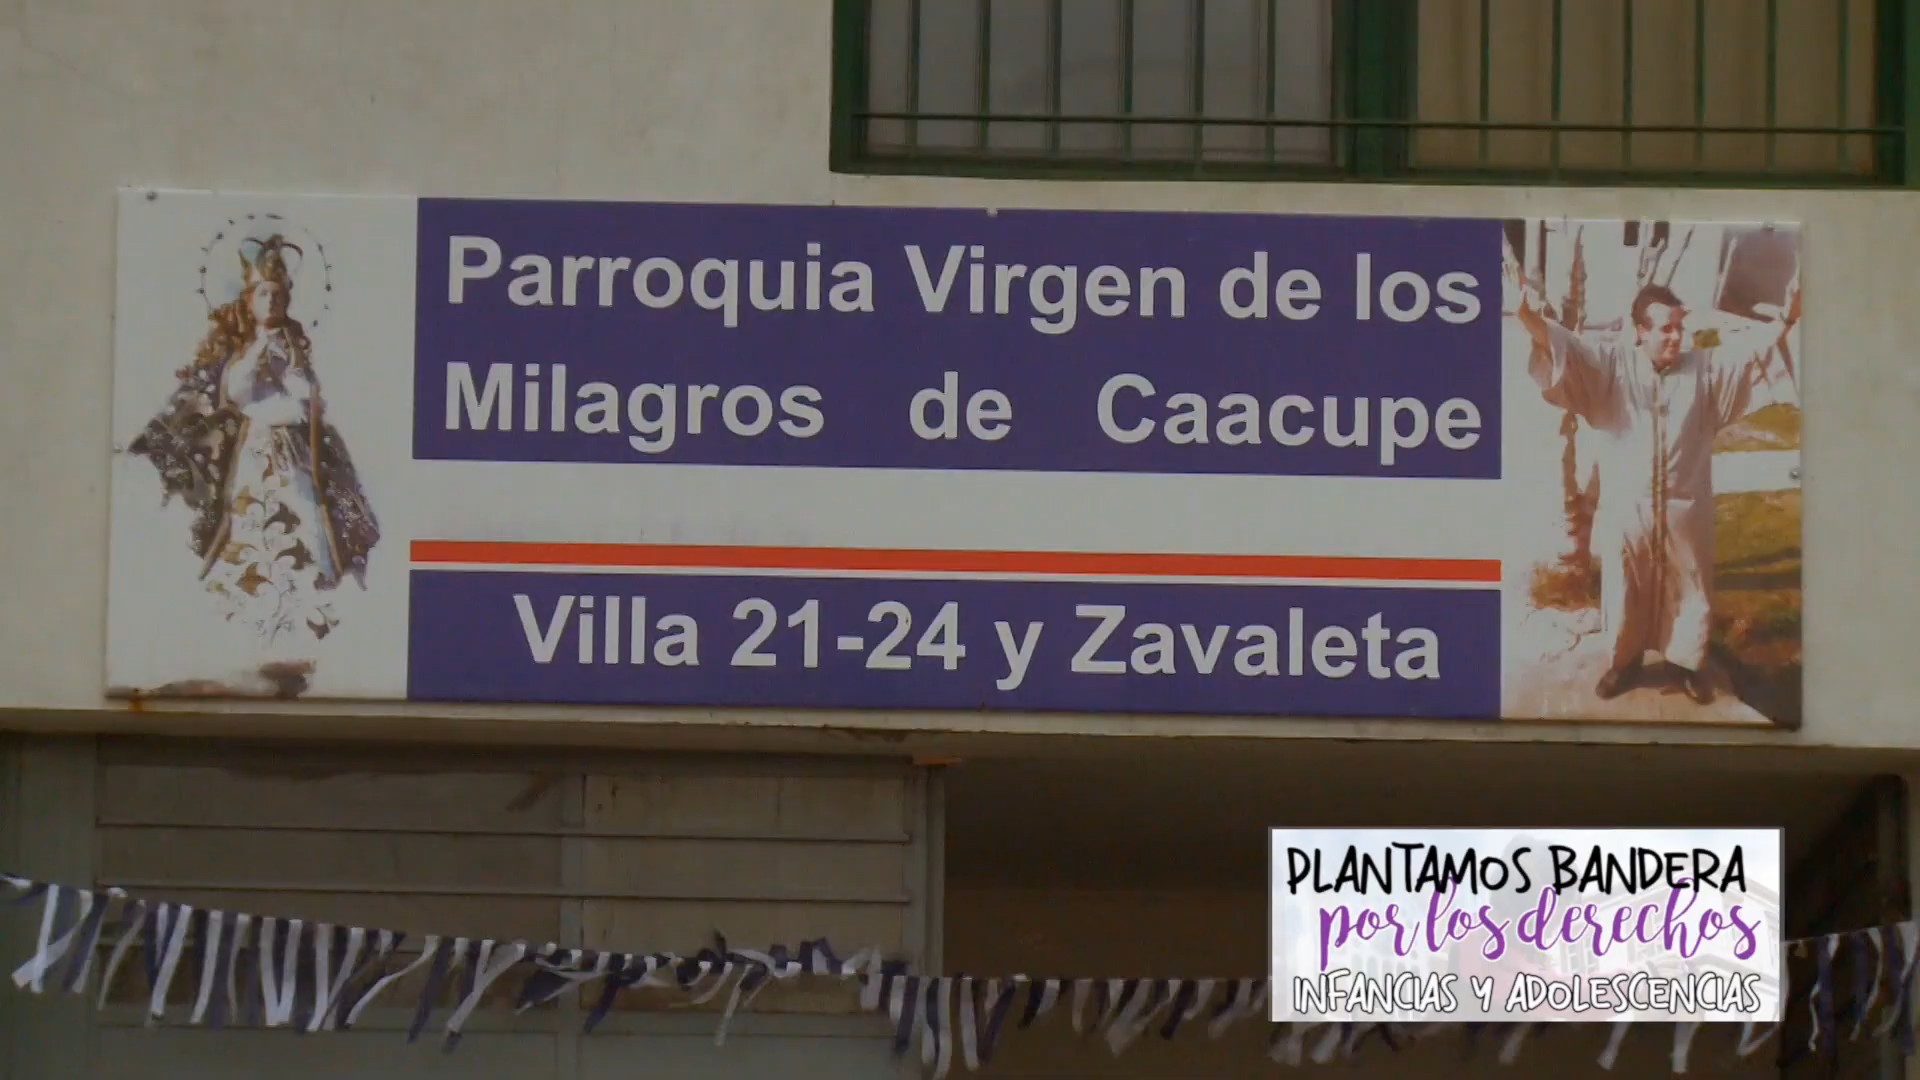 Parroquia Virgen de los
Milagros de Caacupe
Villa 21-24 y Zavaleta
PLANTAMOS BANDERA
por los derechos
INFANCIAS Y ADOLESCENCIAS